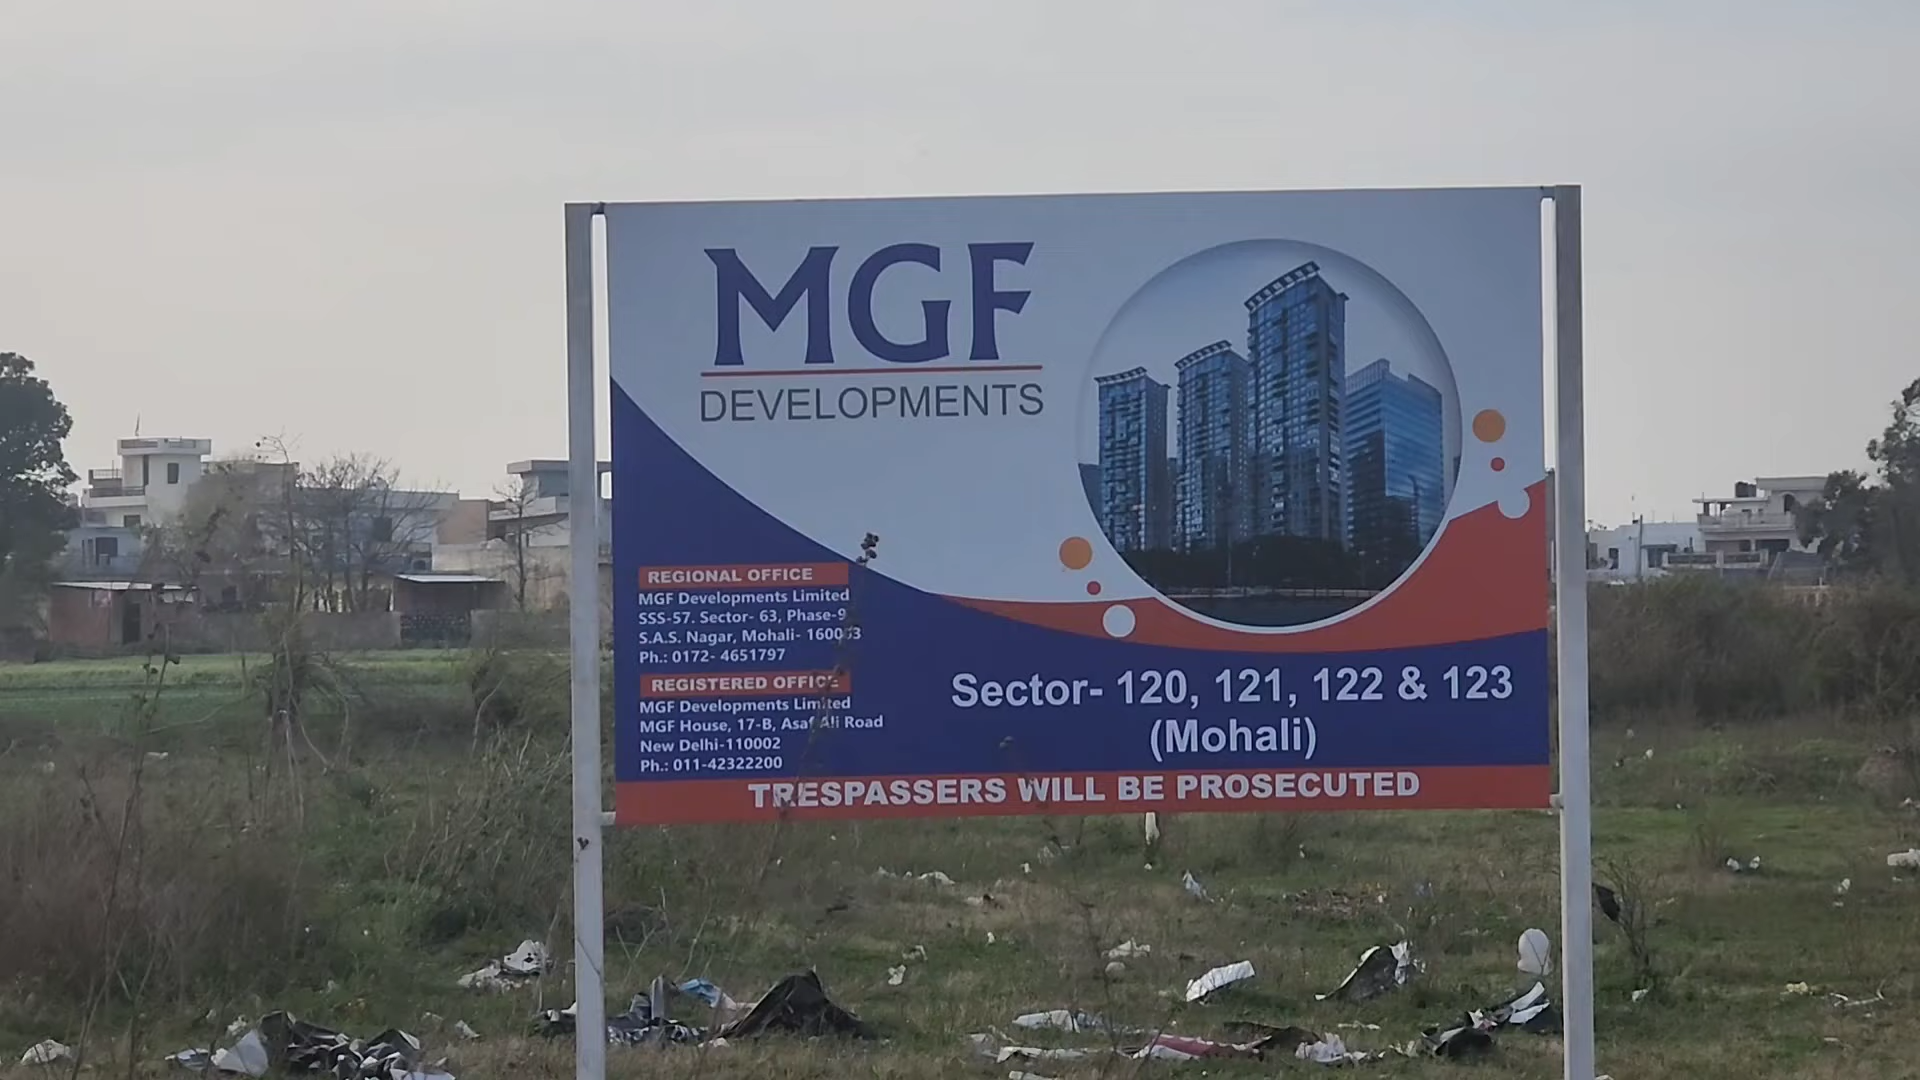 MGF
DEVELOPMENTS
REGIONAL OFFICE
MGF Developments Limited
SSS-57. Sector- 63, Phase-9
S.A.S. Nagar, Mohali-
Ph.: 0172- 4651797
REGISTERED OFFICE
MGF Developments Limited
MGF House, 17-B, Asaf Ali Road
New Delhi-110002
Ph.: 011-42322200
Sector- 120, 121, 122 & 123
(Mohali)
TRESPASSERS WILL BE PROSECUTED